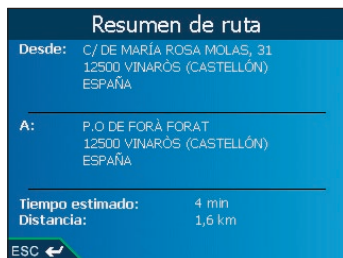 Resumen de ruta
Desde: C/ DE MARÍA ROSA MOLAS, 31
12500 VINARÒS (CASTELLÓN)
ESPAÑA
A: P.O DE FORÀ FORAT
12500 VINARÒS (CASTELLÓN)
ESPAÑA
Tiempo estimado: 4 min
Distancia: 1,6 km
ESC